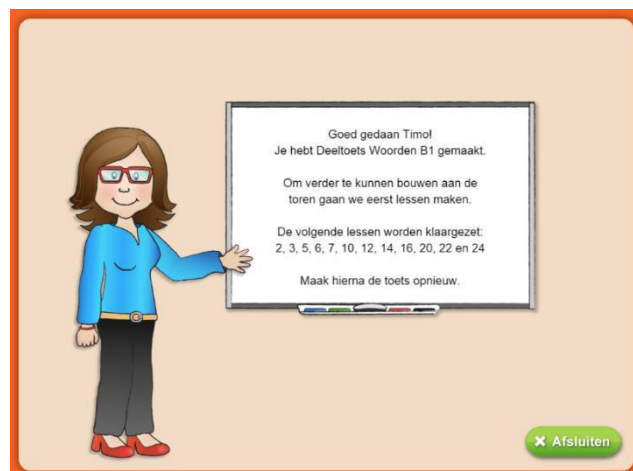 Goed gedaan Timo!
Je hebt Deeltoets Woorden B1 gemaakt.
Om verder te kunnen bouwen aan de
toren gaan we eerst lessen maken.
De volgende lessen worden klaargezet:
2, 3, 5, 6, 7, 10, 12, 14, 16, 20, 22 en 24
Maak hierna de toets opnieuw.
Afsluiten